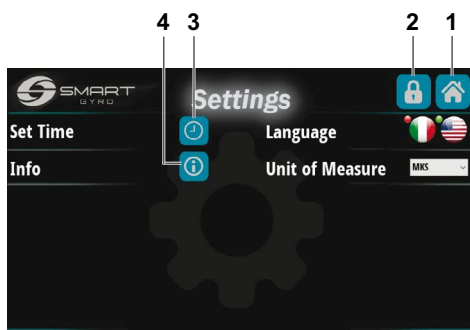 4 3 2 1
SMART
GYRO
Settings
Set Time Language
Info Unit of Measure MKS